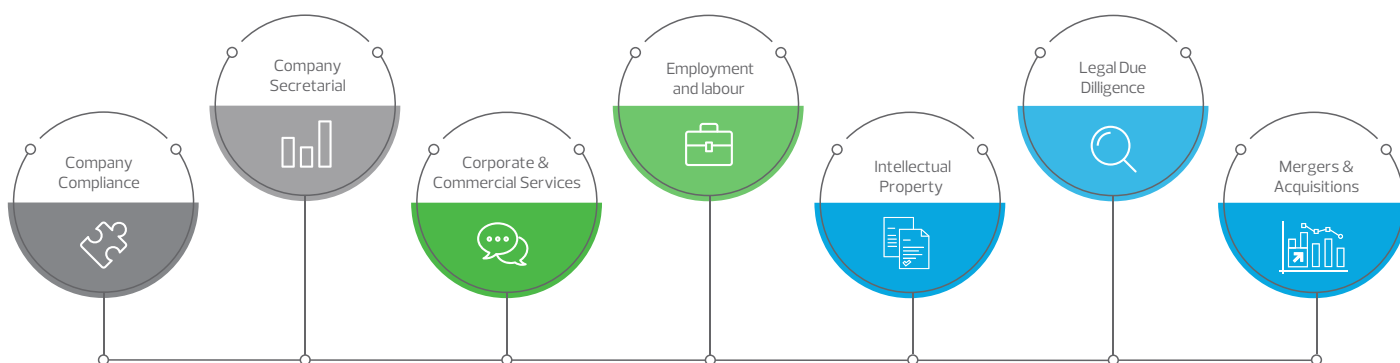 Company
Compliance
Company
Secretarial
Corporate &
Commercial Services
Employment
and labour
Intellectual
Property
Legal Due
Dilligence
Mergers &
Acquisitions